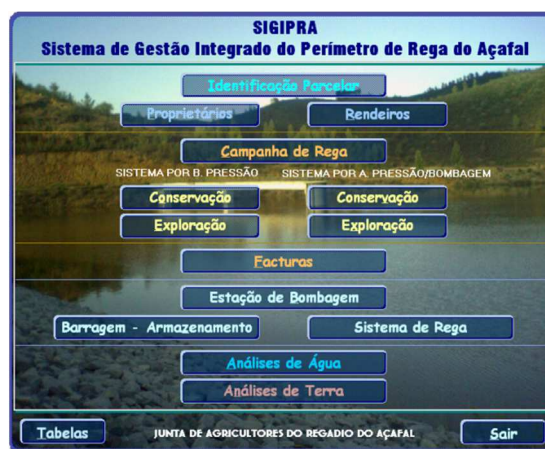 SIGIPRA
Sistema de Gestão Integrado do Perímetro de Rega do Açafal
Identificação Parcelar
Proprietários Rendeiros
Campanha de Rega
SISTEMA POR B. PRESSÃO SISTEMA POR A. PRESSÃO/BOMBAGEM
Conservação Conservação
Exploração Exploração
Facturas
Estação de Bombagem
Barragem - Armazenamento Sistema de Rega
Análises de Água
Análises de Terra
Tabelas JUNTA DE AGRICULTORES DO REGADIO DO AÇAFAL Sair